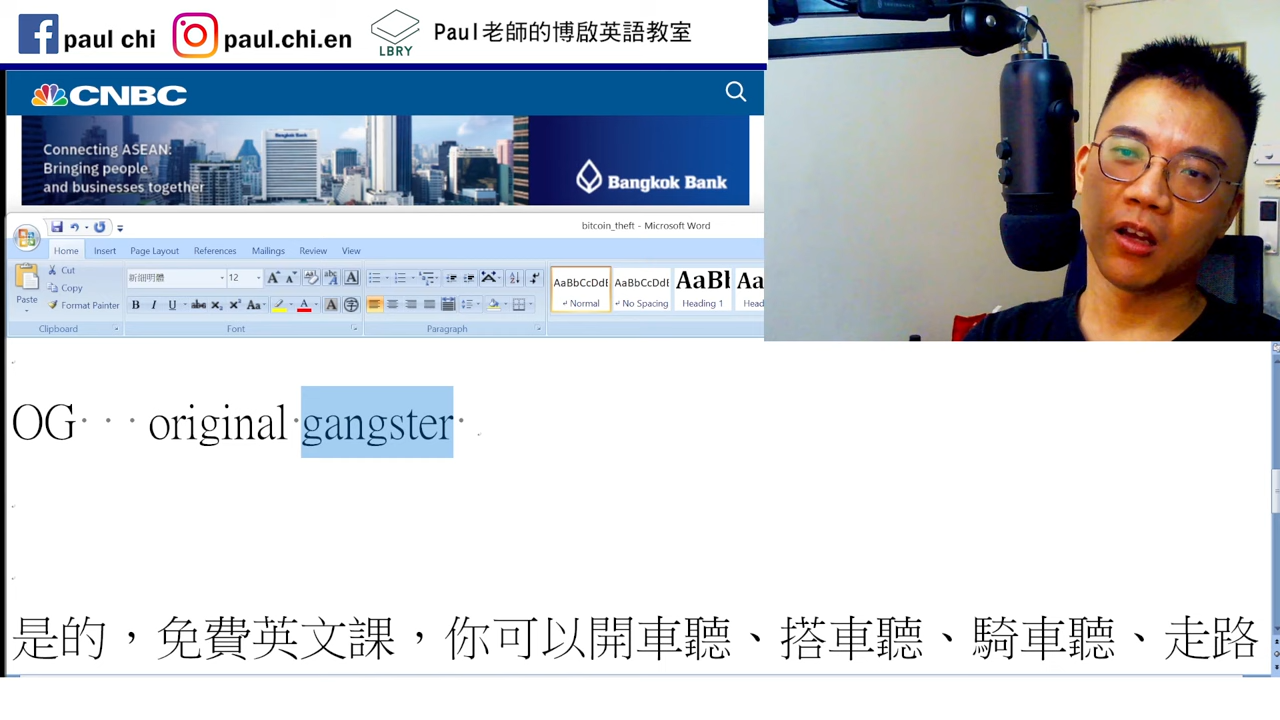 paul chi
paul.chi.en
LBRY
Paul老師的博啟英語教室
CNBC
Connecting ASEAN:
Bringing people
and businesses together
Bangkok Bank
Bangkok Bank
bitcoin_theft - Microsoft Word
Home Insert Page Layout References Mailings Review View
Paste
Cut
Copy
Format Painter
Clipboard
新細明體 12
Font
Paragraph
AaBbCcDdE
Normal
AaBbCcDdE
No Spacing
AaBb
Heading 1
Aa
Head
OG original gangster
是的，免費英文課，你可以開車聽、搭車聽、騎車聽、走路